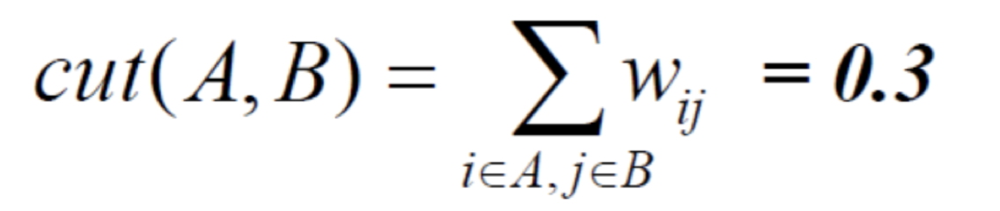 cut(A, B) = ∑ w_ij = 0.3
i∈A, j∈B